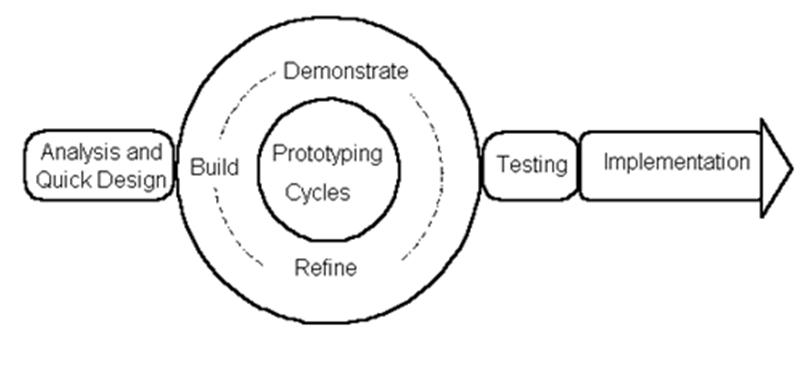 Demonstrate
Analysis and
Quick Design
Build
Prototyping
Cycles
Testing
Implementation
Refine